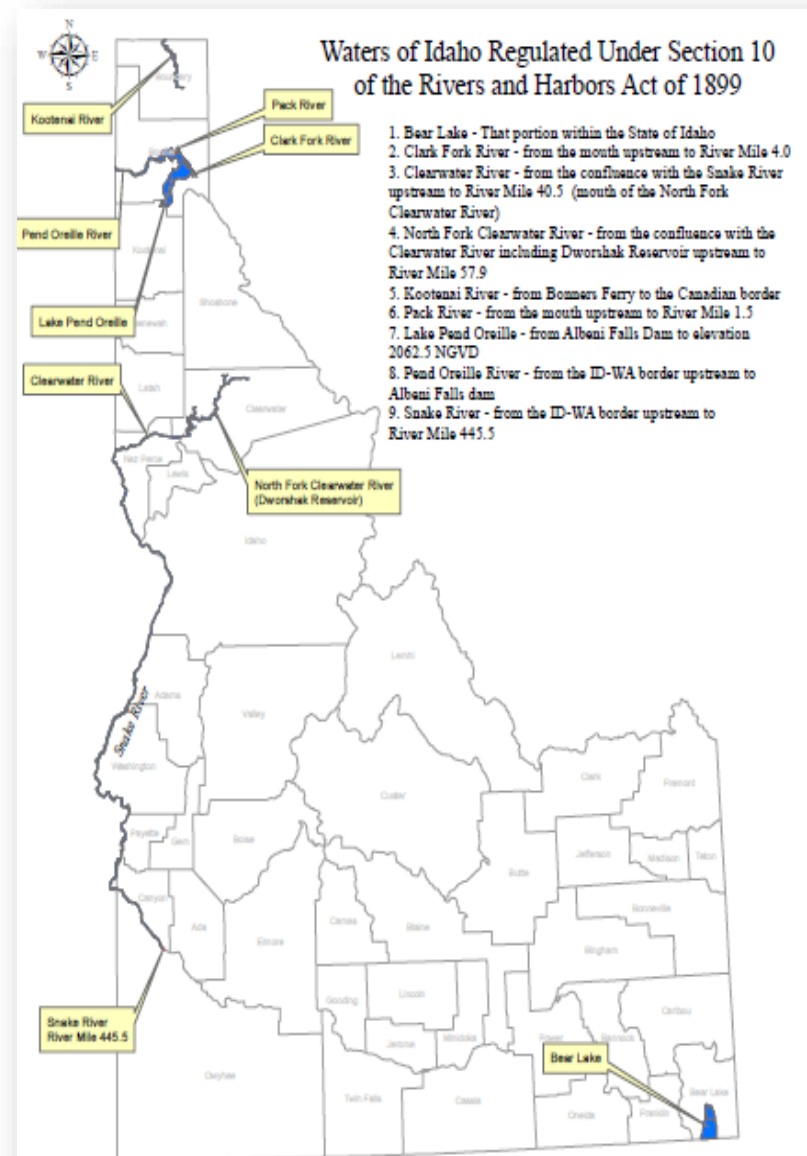 Waters of Idaho Regulated Under Section 10
of the Rivers and Harbors Act of 1899
N
W
E
S
Boundary
Kootenai River
Pack River
Clark Fork River
1. Bear Lake - That portion within the State of Idaho
2. Clark Fork River - from the mouth upstream to River Mile 4.0
3. Clearwater River - from the confluence with the Snake River
upstream to River Mile 40.5 (mouth of the North Fork
Clearwater River)
4. North Fork Clearwater River - from the confluence with the
Clearwater River including Dworshak Reservoir upstream to
River Mile 57.9
5. Kootenai River - from Bonners Ferry to the Canadian border
6. Pack River - from the mouth upstream to River Mile 1.5
7. Lake Pend Oreille - from Albeni Falls Dam to elevation
2062.5 NGVD
8. Pend Oreille River - from the ID-WA border upstream to
Albeni Falls dam
9. Snake River - from the ID-WA border upstream to
River Mile 445.5
Pend Oreille River
Kootenai
Shoshone
Lake Pend Oreille
Clearwater River
Latah
Clearwater
Nez Perce
Lewis
North Fork Clearwater River
(Dworshak Reservoir)
Idaho
Lemhi
Adams
Valley
Snake River
Washington
Custer
Clark
Fremont
Payette
Gem
Boise
Butte
Jefferson
Madison
Teton
Canyon
Ada
Elmore
Camas
Blaine
Bonneville
Bingham
Gooding
Lincoln
Caribou
Snake River
River Mile 445.5
Jerome
Minidoka
Power
Bannock
Bear Lake
Owyhee
Twin Falls
Cassia
Oneida
Franklin
Bear Lake